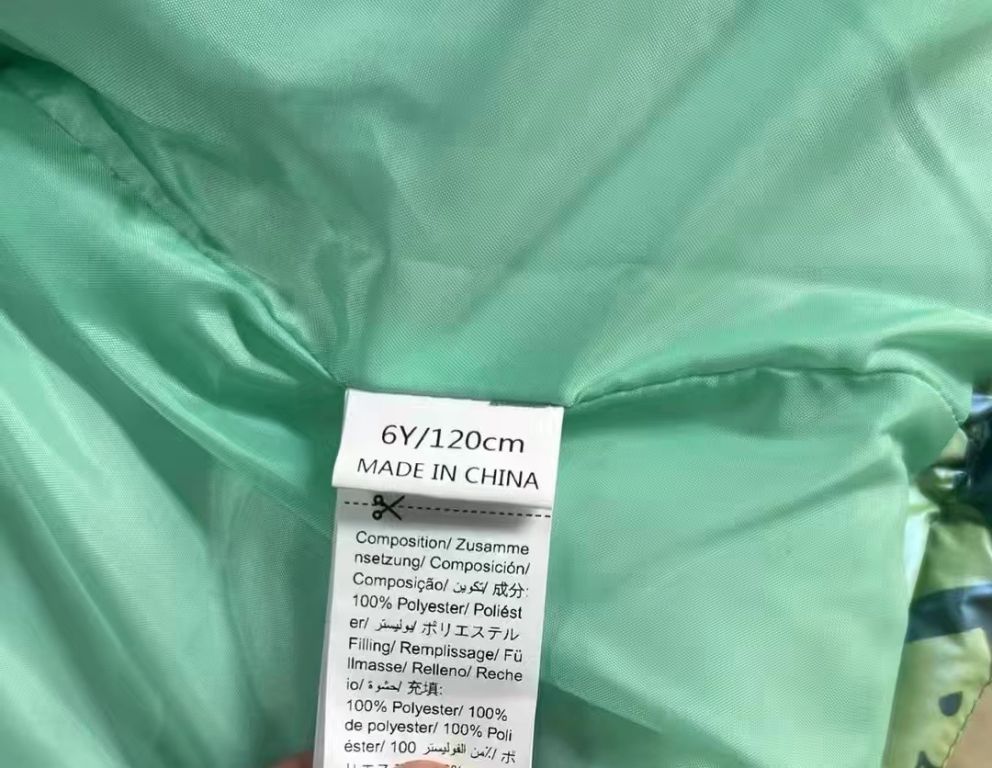 6Y/120cm
MADE IN CHINA
Composition/ Zusamme
nsetzung/ Composición/
Composição/ تكوين/ 成分:
100% Polyester/ Poliést
er/ بوليستر/ ポリエステル
Filling/ Remplissage/ Fü
llmasse/ Relleno/ Reche
io/ حشوة/ 充填:
100% Polyester/ 100%
de polyester/ 100% Poli
éster/ 100 ٪من الفوليستر/ ポ